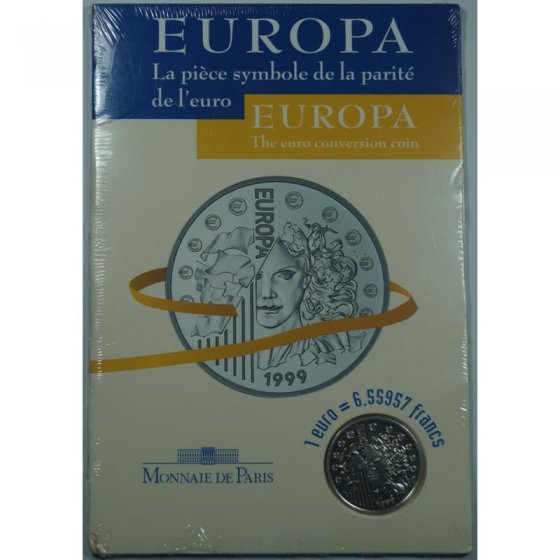 EUROPA
La pièce symbole de la parité
de l'euro
EUROPA
The euro conversion coin
EUROPA
1999
1 euro = 6,55957 francs
1999
MONNAIE DE PARIS